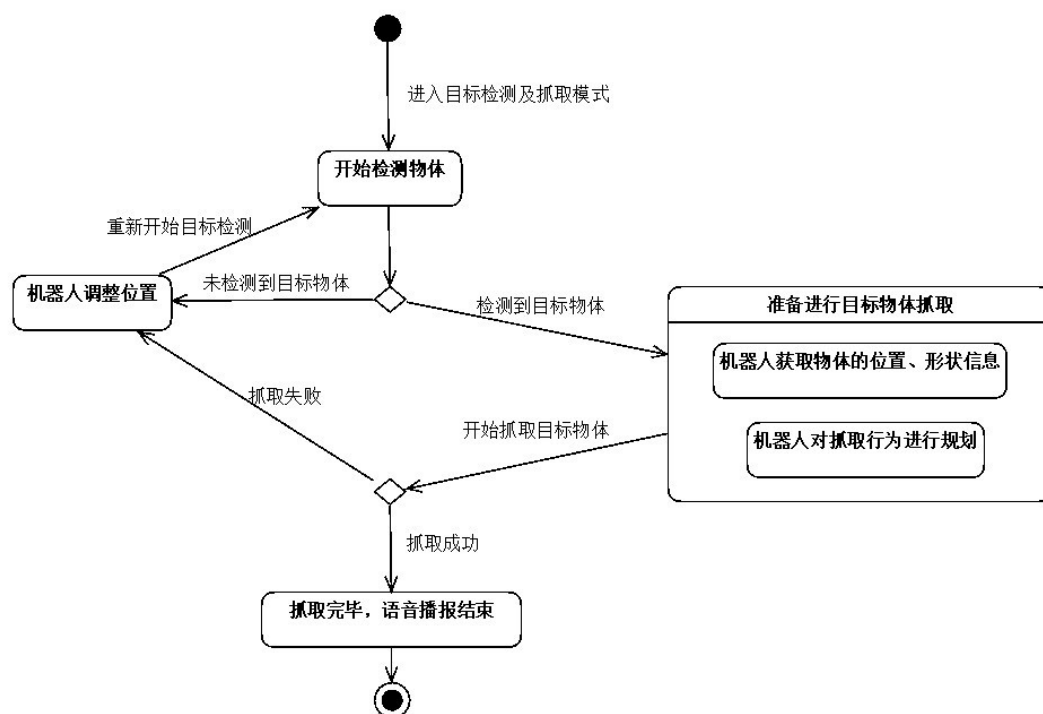 进入目标检测及抓取模式
开始检测物体
重新开始目标检测
机器人调整位置
未检测到目标物体
检测到目标物体
准备进行目标物体抓取
机器人获取物体的位置、形状信息
抓取失败
开始抓取目标物体
机器人对抓取行为进行规划
抓取成功
抓取完毕，语音播报结束